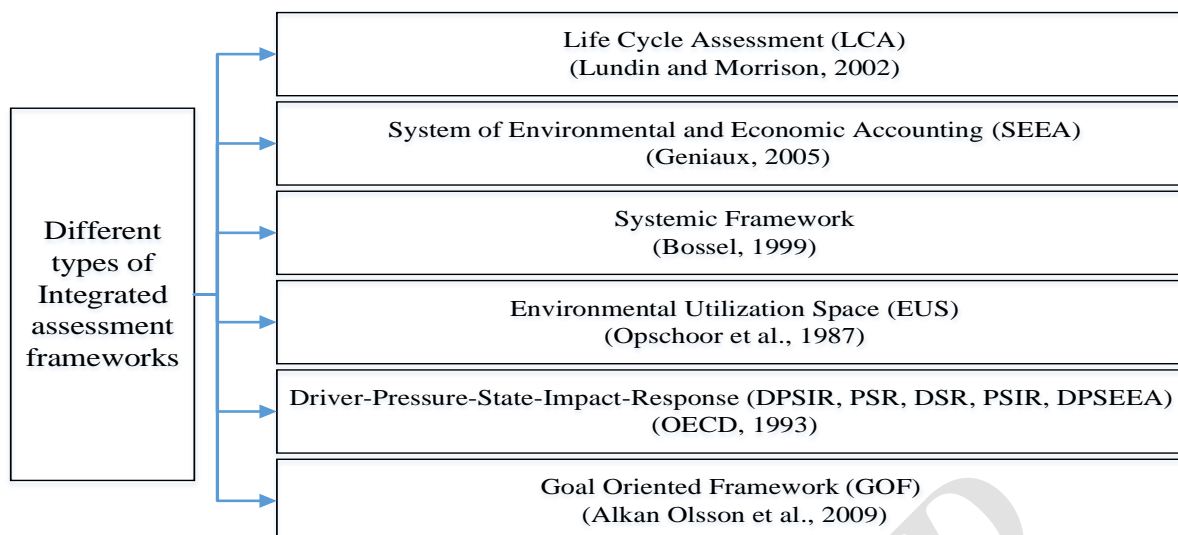 Different
types of
Integrated
assessment
frameworks
Life Cycle Assessment (LCA)
(Lundin and Morrison, 2002)
System of Environmental and Economic Accounting (SEEA)
(Geniaux, 2005)
Systemic Framework
(Bossel, 1999)
Environmental Utilization Space (EUS)
(Opschoor et al., 1987)
Driver-Pressure-State-Impact-Response (DPSIR, PSR, DSR, PSIR, DPSEEA)
(OECD, 1993)
Goal Oriented Framework (GOF)
(Alkan Olsson et al., 2009)